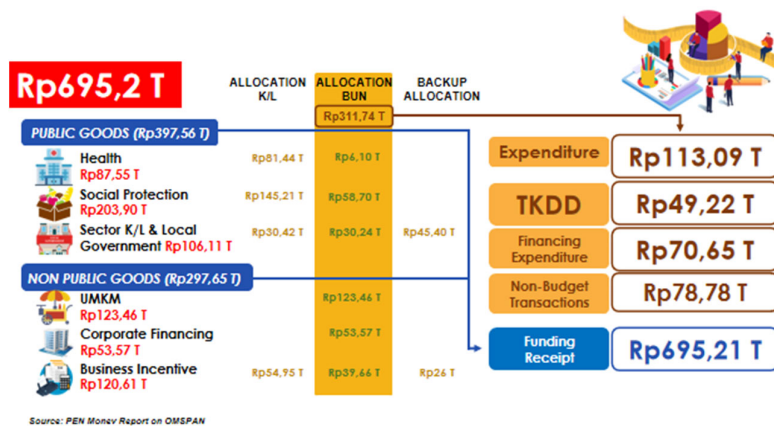 Rp695,2 T
ALLOCATION K/L
ALLOCATION BUN
BACKUP ALLOCATION
Rp311,74 T
PUBLIC GOODS (Rp397,56 T)
Health
Rp87,55 T
Rp81,44 T
Rp6,10 T
Social Protection
Rp203,90 T
Rp145,21 T
Rp58,70 T
Sector K/L & Local
Government Rp106,11 T
Rp30,42 T
Rp30,24 T
Rp45,40 T
NON PUBLIC GOODS (Rp297,65 T)
UMKM
Rp123,46 T
Rp123,46 T
Corporate Financing
Rp53,57 T
Rp53,57 T
Business Incentive
Rp120,61 T
Rp54,95 T
Rp39,66 T
Rp26 T
Expenditure
Rp113,09 T
TKDD
Rp49,22 T
Financing
Expenditure
Rp70,65 T
Non-Budget
Transactions
Rp78,78 T
Funding
Receipt
Rp695,21 T
Source: PEN Money Report on OMSPAN